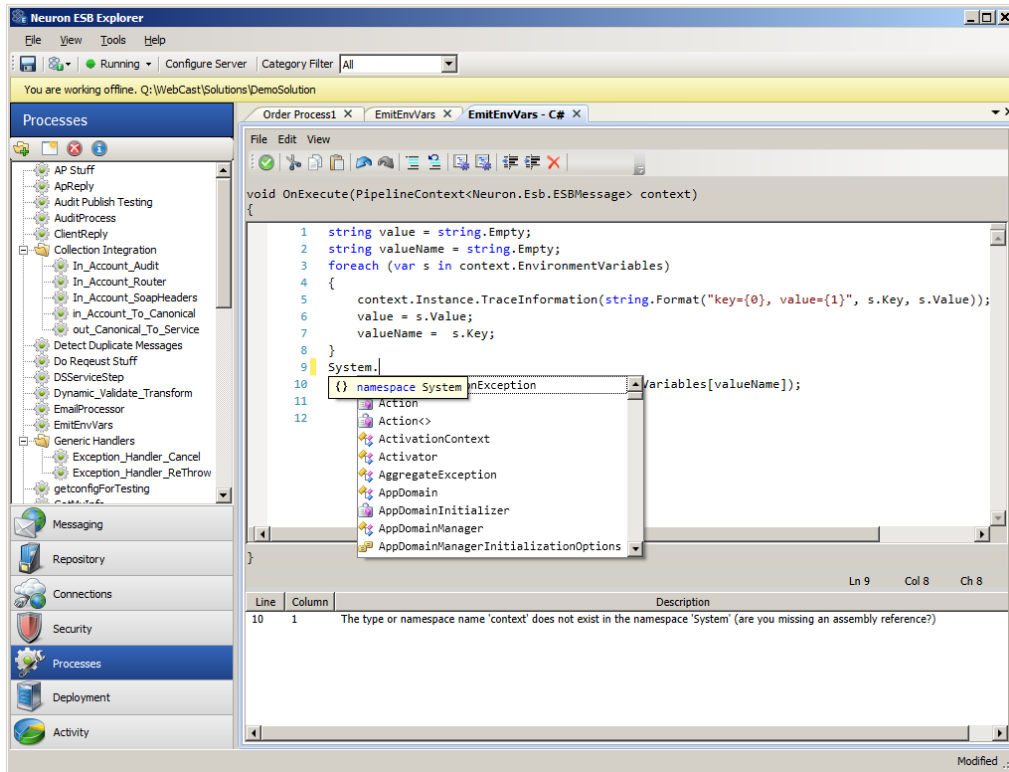 Neuron ESB Explorer
File View Tools Help
Running Configure Server Category Filter All
You are working offline. Q:\WebCast\Solutions\DemoSolution
Processes
AP Stuff
ApReply
Audit Publish Testing
AuditProcess
ClientReply
Collection Integration
In_Account_Audit
In_Account_Router
In_Account_SoapHeaders
in_Account_To_Canonical
out_Canonical_To_Service
Detect Duplicate Messages
Do Reqeust Stuff
DSServiceStep
Dynamic_Validate_Transform
EmailProcessor
EmitEnvVars
Generic Handlers
Exception_Handler_Cancel
Exception_Handler_ReThrow
getconfigForTesting
Messaging
Repository
Connections
Security
Processes
Deployment
Activity
Order Process1 X EmitEnvVars X EmitEnvVars - C# X
File Edit View
void OnExecute(PipelineContext<Neuron.Esb.ESBMessage> context)
{
1 string value = string.Empty;
2 string valueName = string.Empty;
3 foreach (var s in context.EnvironmentVariables)
4 {
5 context.Instance.TraceInformation(string.Format("key={0}, value={1}", s.Key, s.Value));
6 value = s.Value;
7 valueName = s.Key;
8 }
9 System.
10 {} namespace System nException Variables[valueName]);
11 Action
12 Action<>
ActivationContext
Activator
AggregateException
AppDomain
AppDomainInitializer
AppDomainManager
AppDomainManagerInitializationOptions
}
Ln 9 Col 8 Ch 8
Line Column Description
10 1 The type or namespace name 'context' does not exist in the namespace 'System' (are you missing an assembly reference?)
Modified